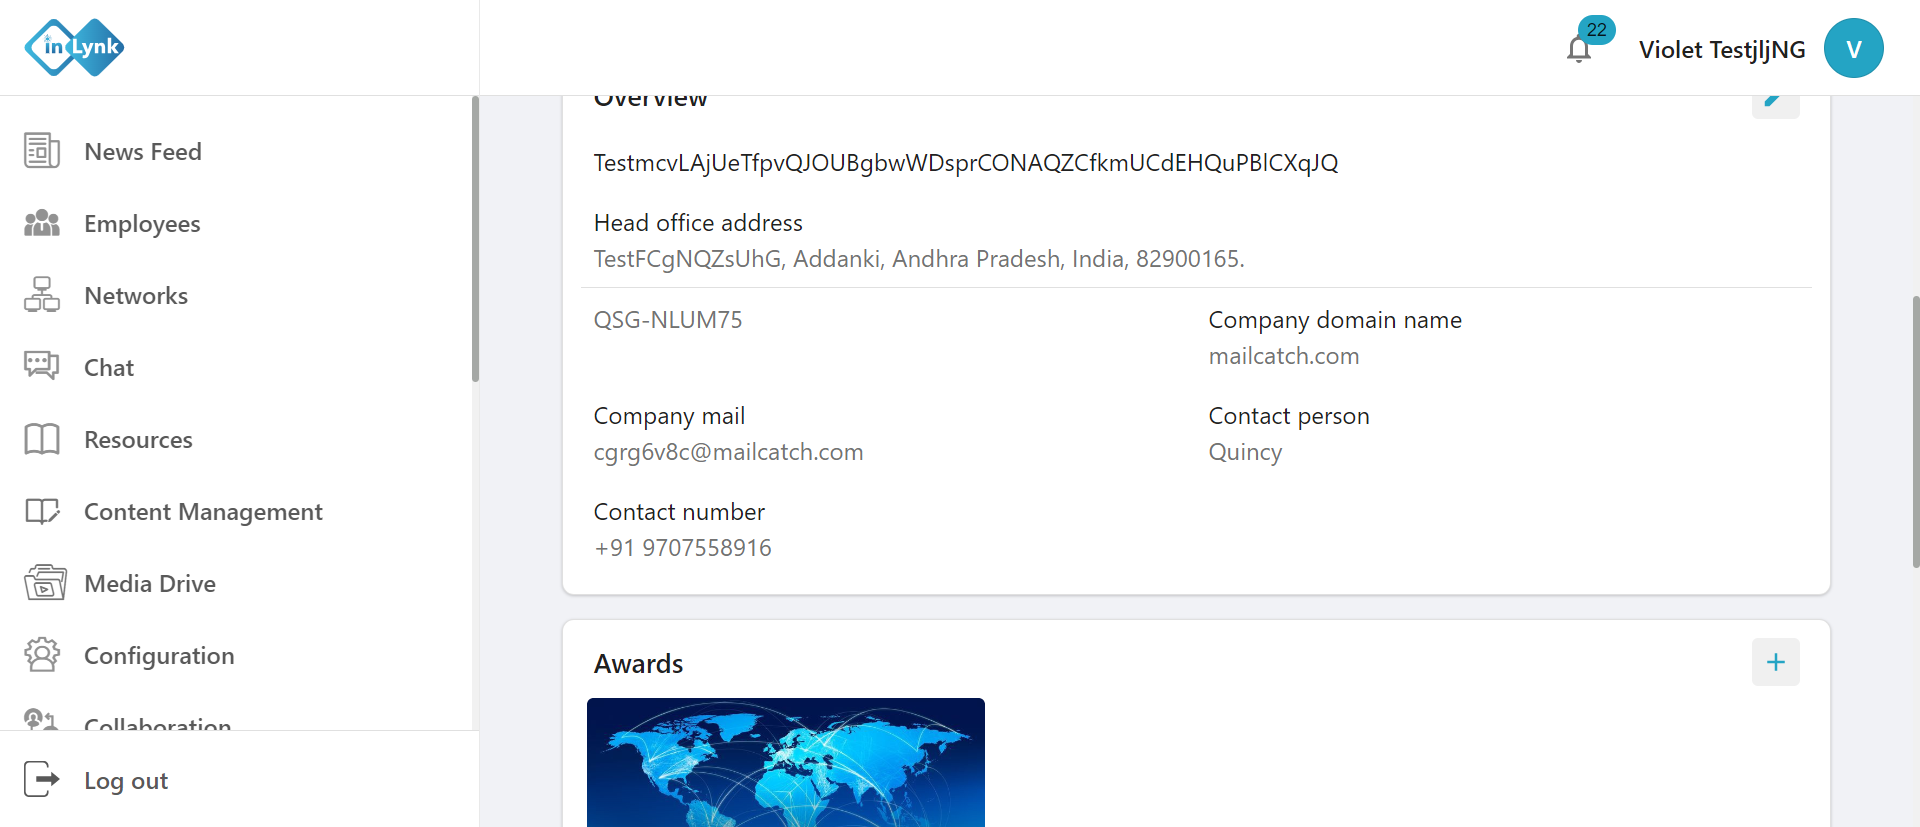 in Lynk
22
Violet TestjljNG
V
News Feed
Employees
Networks
Chat
Resources
Content Management
Media Drive
Configuration
Collaboration
Log out
Overview
TestmcvLAjUeTfpvQJOUBgbwWDsprCONAQZCfkmUCdEHQuPBlCXqJQ
Head office address
TestFCgNQZsUhG, Addanki, Andhra Pradesh, India, 82900165.
QSG-NLUM75
Company domain name
mailcatch.com
Company mail
cgrg6v8c@mailcatch.com
Contact person
Quincy
Contact number
+91 9707558916
Awards